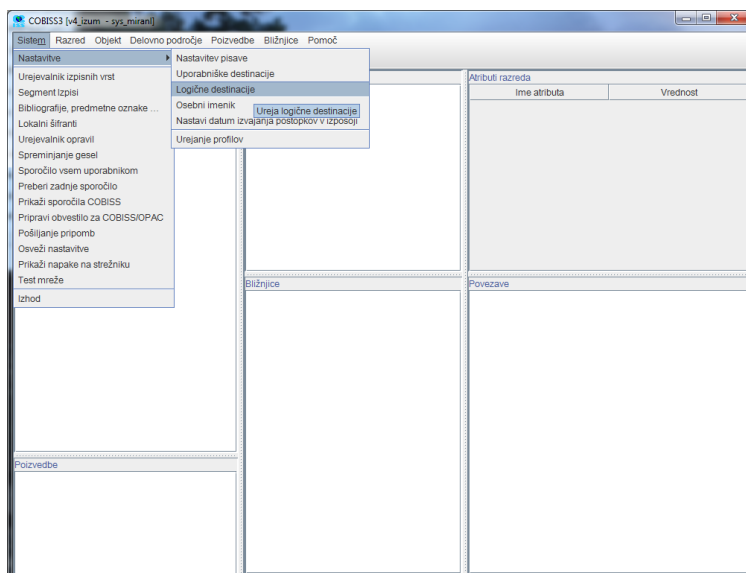 COBISS3 [v4_izum - sys_miranl]
Sistem Razred Objekt Delovno področje Poizvedbe Bližnjice Pomoč
Nastavitve
Urejevalnik izpisnih vrst
Segment Izpisi
Bibliografije, predmetne oznake ...
Lokalni šifranti
Urejevalnik opravil
Spreminjanje gesel
Sporočilo vsem uporabnikom
Preberi zadnje sporočilo
Prikaži sporočila COBISS
Pripravi obvestilo za COBISS/OPAC
Pošiljanje pripomb
Osveži nastavitve
Prikaži napake na strežniku
Test mreže
Izhod
Nastavitev pisave
Uporabniške destinacije
Logične destinacije
Osebni imenik
Ureja logične destinacije
Nastavi datum izvajanja postopkov v izposoji
Urejanje profilov
Atributi razreda
Ime atributa Vrednost
Bližnjice
Povezave
Poizvedbe